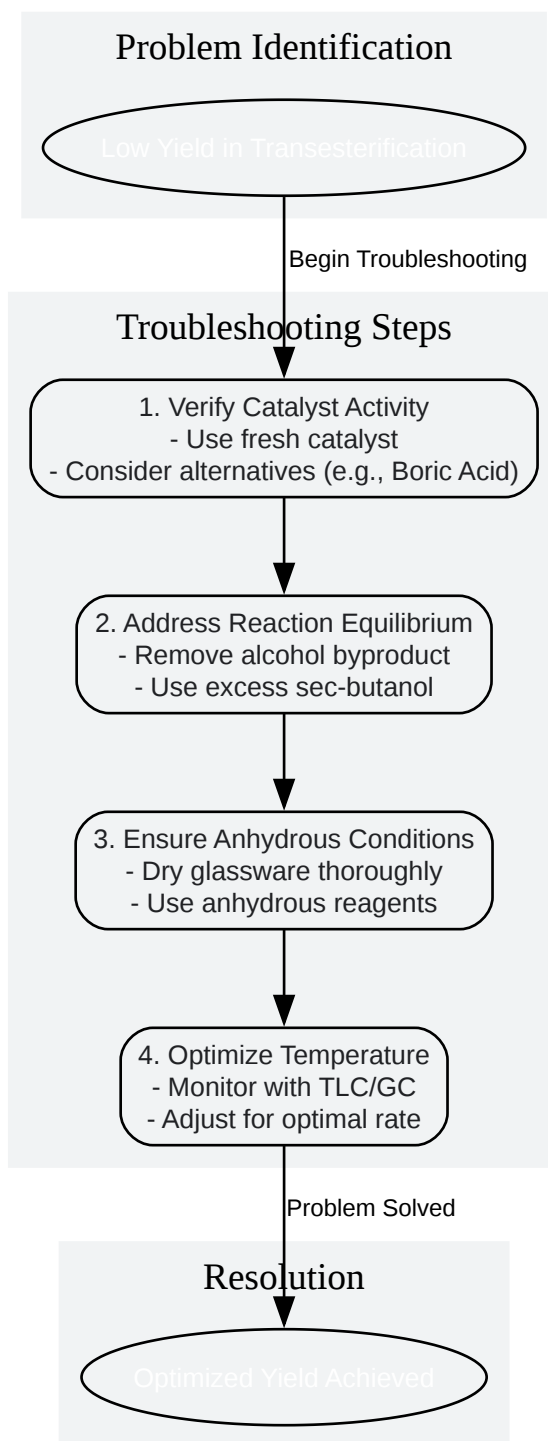 Problem Identification
Low Yield in Transesterification
Begin Troubleshooting
Troubleshooting Steps
1. Verify Catalyst Activity
- Use fresh catalyst
- Consider alternatives (e.g., Boric Acid)
2. Address Reaction Equilibrium
- Remove alcohol byproduct
- Use excess sec-butanol
3. Ensure Anhydrous Conditions
- Dry glassware thoroughly
- Use anhydrous reagents
4. Optimize Temperature
- Monitor with TLC/GC
- Adjust for optimal rate
Problem Solved
Resolution
Optimized Yield Achieved